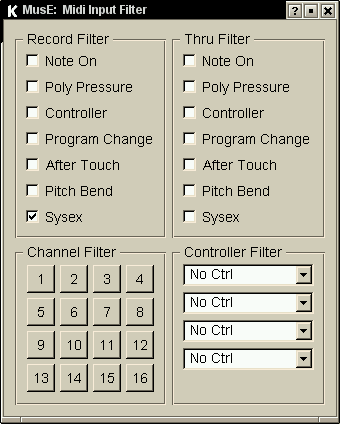 MusE: Midi Input Filter
Record Filter
Note On
Poly Pressure
Controller
Program Change
After Touch
Pitch Bend
Sysex
Thru Filter
Note On
Poly Pressure
Controller
Program Change
After Touch
Pitch Bend
Sysex
Channel Filter
1 2 3 4
5 6 7 8
9 10 11 12
13 14 15 16
Controller Filter
No Ctrl
No Ctrl
No Ctrl
No Ctrl